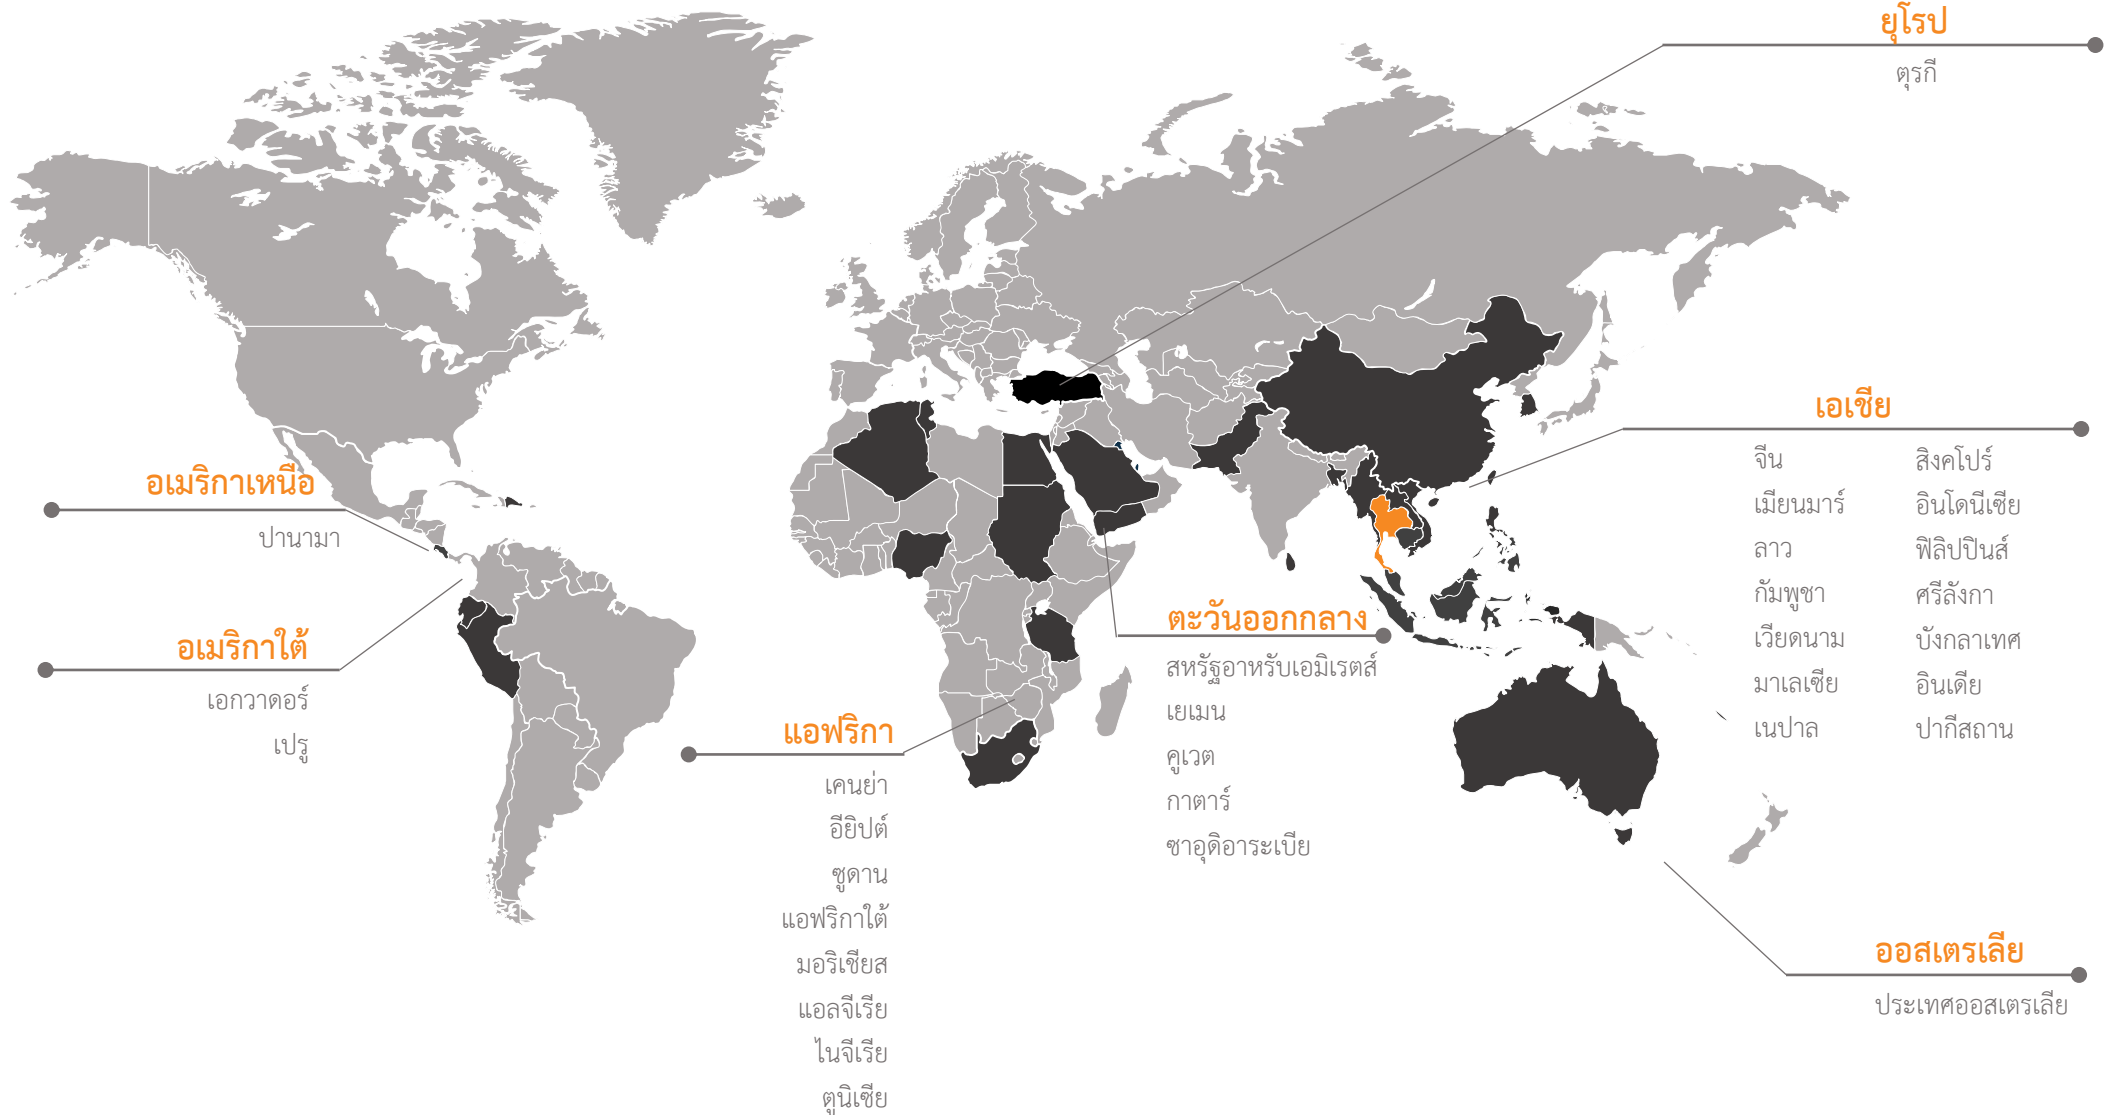 ยุโรป
ตุรกี
เอเชีย
จีน
เมียนมาร์
ลาว
กัมพูชา
เวียดนาม
มาเลเซีย
เนปาล
สิงคโปร์
อินโดนีเซีย
ฟิลิปปินส์
ศรีลังกา
บังกลาเทศ
อินเดีย
ปากีสถาน
อเมริกาเหนือ
ปานามา
อเมริกาใต้
เอกวาดอร์
เปรู
ตะวันออกกลาง
สหรัฐอาหรับเอมิเรตส์
เยเมน
คูเวต
กาตาร์
ซาอุดิอาระเบีย
แอฟริกา
เคนย่า
อียิปต์
ซูดาน
แอฟริกาใต้
มอริเชียส
แอลจีเรีย
ไนจีเรีย
ตูนิเซีย
ออสเตรเลีย
ประเทศออสเตรเลีย